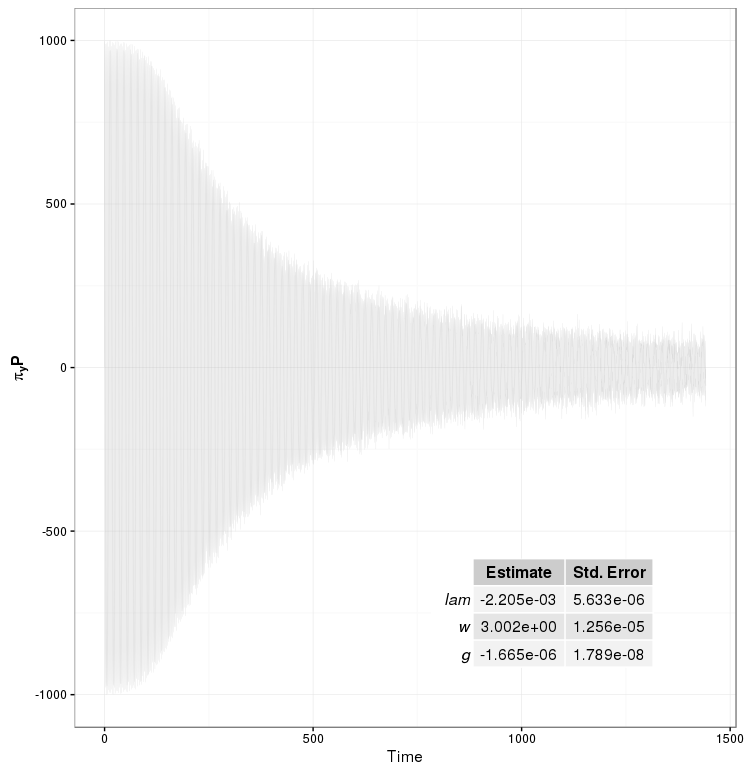 1000
500
0
-500
-1000
π_yP
Estimate Std. Error
lam -2.205e-03 5.633e-06
w 3.002e+00 1.256e-05
g -1.665e-06 1.789e-08
0 500 1000 1500
Time